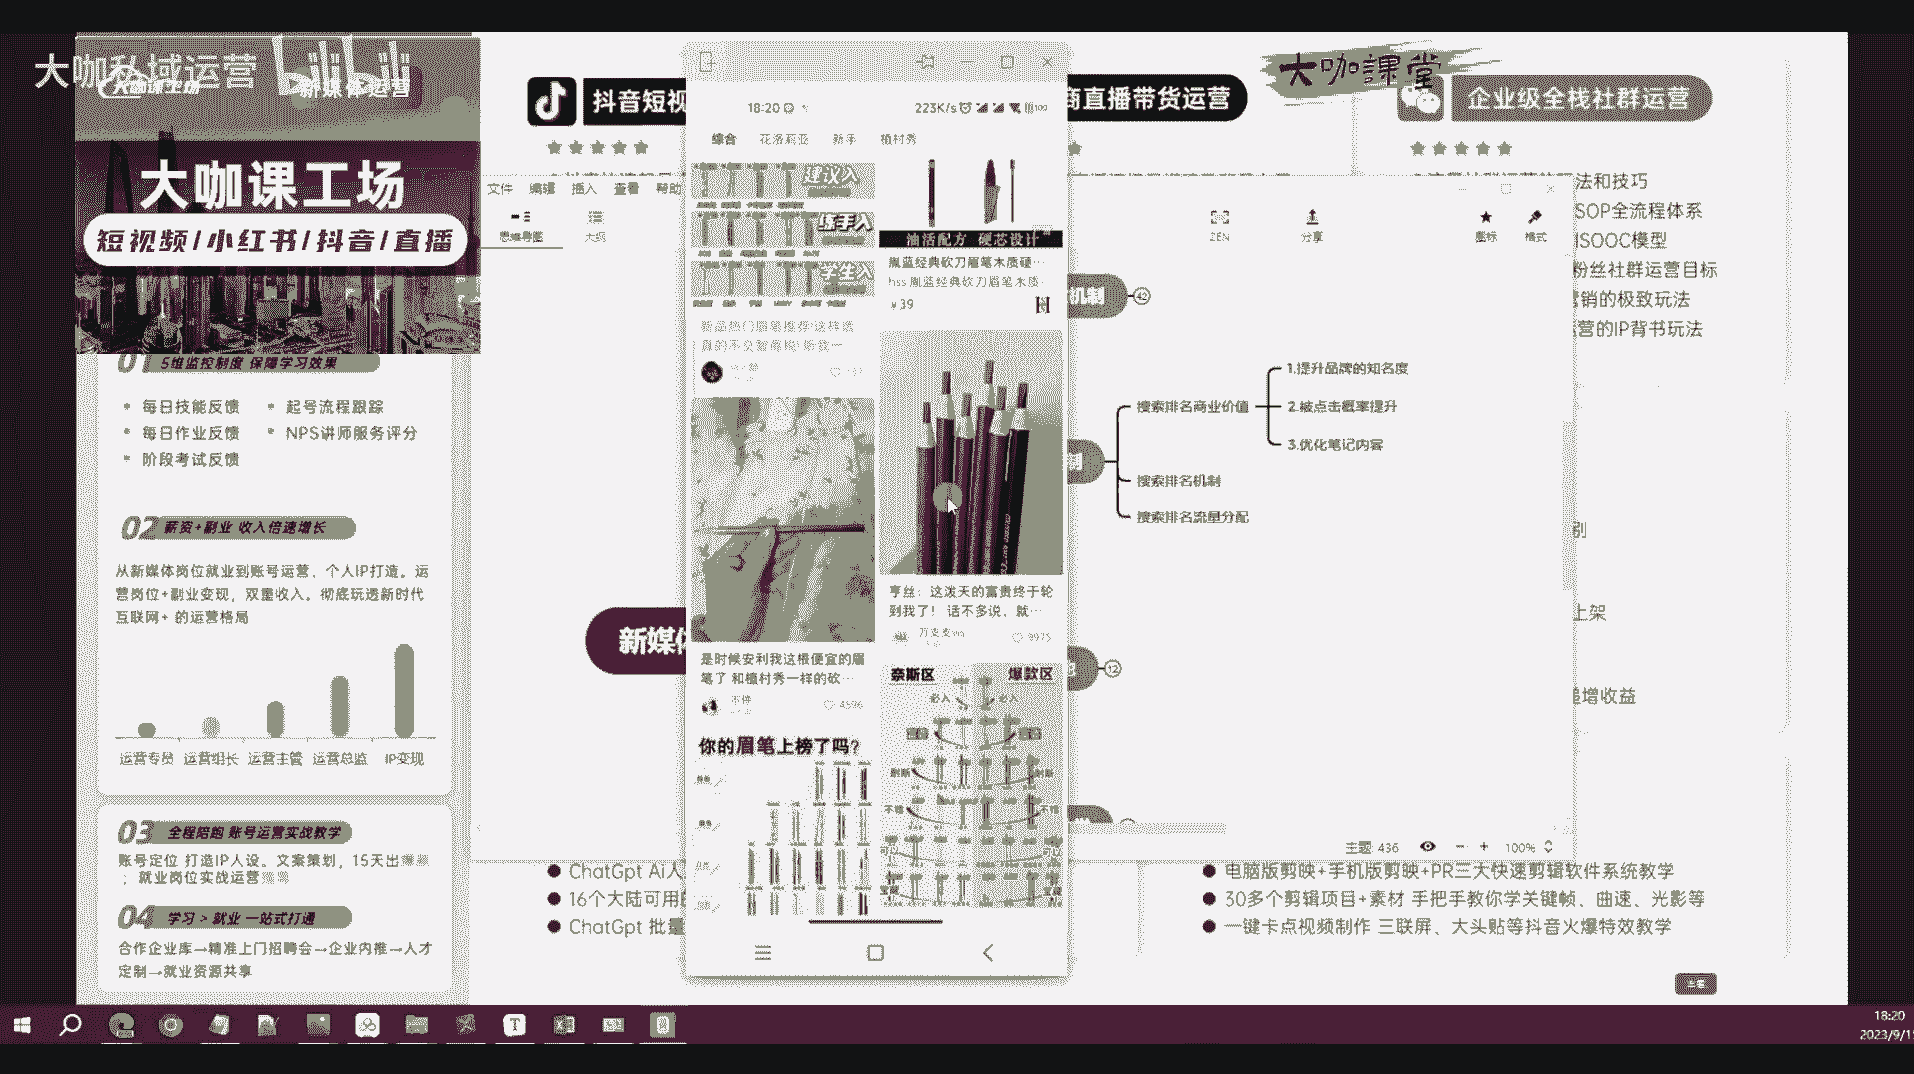 大咖私域运营
大咖课工场
新媒体运营
大咖课工场
短视频/小红书/抖音/直播
01 5维监控制度 保障学习效果
每日技能反馈
起号流程跟踪
每日作业反馈
NPS讲师服务评分
阶段考试反馈
02 薪资+副业 收入倍速增长
从新媒体岗位就业到账号运营，个人IP打造。运
营岗位+副业变现，双重收入。彻底玩透新时代
互联网+ 的运营格局
运营专员 运营组长 运营主管 运营总监 IP变现
03 全程陪跑 账号运营实战教学
账号定位 打造IP人设。文案策划，15天出
；就业岗位实战运营
04 学习 > 就业 一站式打通
合作企业库→精准上门招聘会→企业内推→人才
定制→就业资源共享
抖音短视
商直播带货运营
大咖課堂
企业级全栈社群运营
文件 编辑 插入 查看 帮助
思维导图 大纲
ZEN 分享 图标 格式
18:20
223K/s
综合 花洛莉亚 新手 植村秀
建议入
学生入
油活配方 硬芯设计
胤蓝经典砍刀眉笔木质硬…
hss 胤蓝经典砍刀眉笔木质
¥39
亨丝：这泼天的富贵终于轮
到我了！ 话不多说，就…
9975
是时候安利我这根便宜的眉
笔了 和植村秀一样的砍…
4596
你的眉笔上榜了吗？
奈斯区 爆款区
必入 必入
耐斯
不错 不错
新媒体
机制 42
制
搜索排名商业价值
1.提升品牌的知名度
2.被点击概率提升
3.优化笔记内容
搜索排名机制
搜索排名流量分配
12
法和技巧
SOP全流程体系
ISOOC模型
粉丝社群运营目标
营销的极致玩法
运营的IP背书玩法
别
上架
递增收益
主题: 436
100%
ChatGpt Ai人
16个大陆可用
ChatGpt 批量
电脑版剪映+手机版剪映+PR三大快速剪辑软件系统教学
30多个剪辑项目+素材 手把手教你学关键帧、曲速、光影等
一键卡点视频制作 三联屏、大头贴等抖音火爆特效教学
18:20
2023/9/1